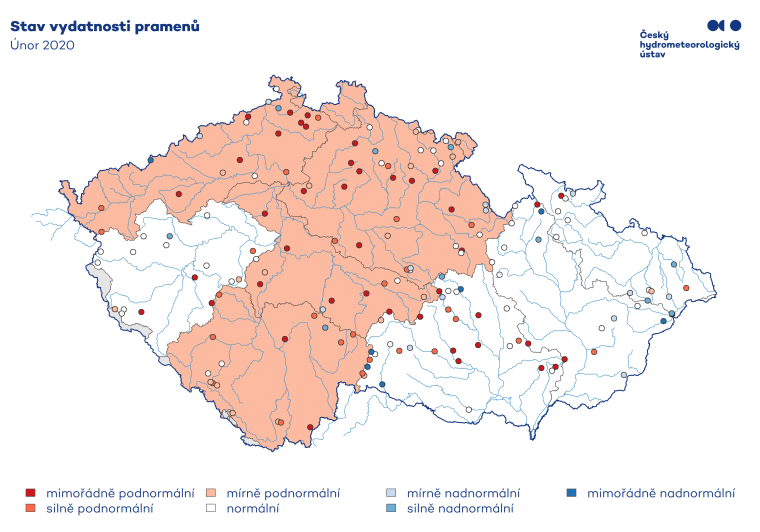 Stav vydatnosti pramenů
Únor 2020
Český
hydrometeorologický
ústav
mimořádně podnormální
mírně podnormální
mírně nadnormální
mimořádně nadnormální
silně podnormální
normální
silně nadnormální